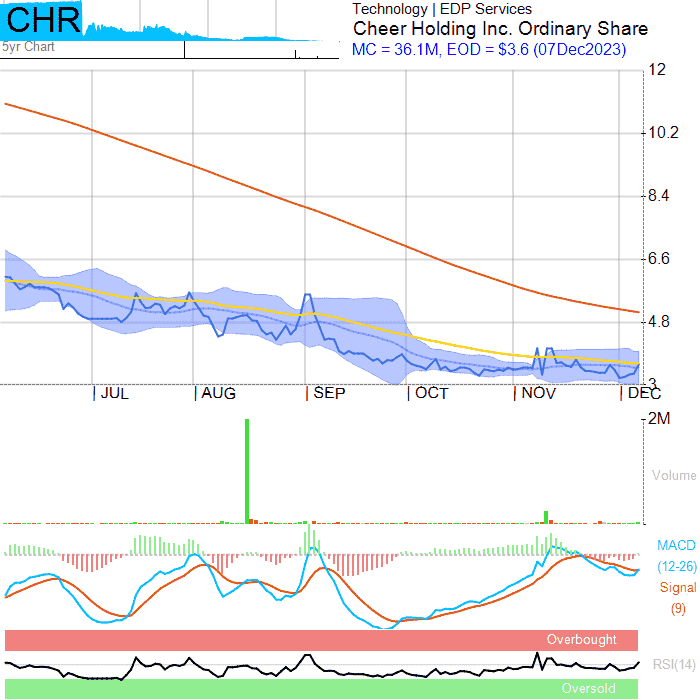 CHR
5yr Chart
Technology | EDP Services
Cheer Holding Inc. Ordinary Share
MC = 36.1M, EOD = $3.6 (07Dec2023)
12
10.2
8.4
6.6
4.8
3
JUL
AUG
SEP
OCT
NOV
DEC
2M
Volume
MACD
(12-26)
Signal
(9)
Overbought
RSI(14)
Oversold